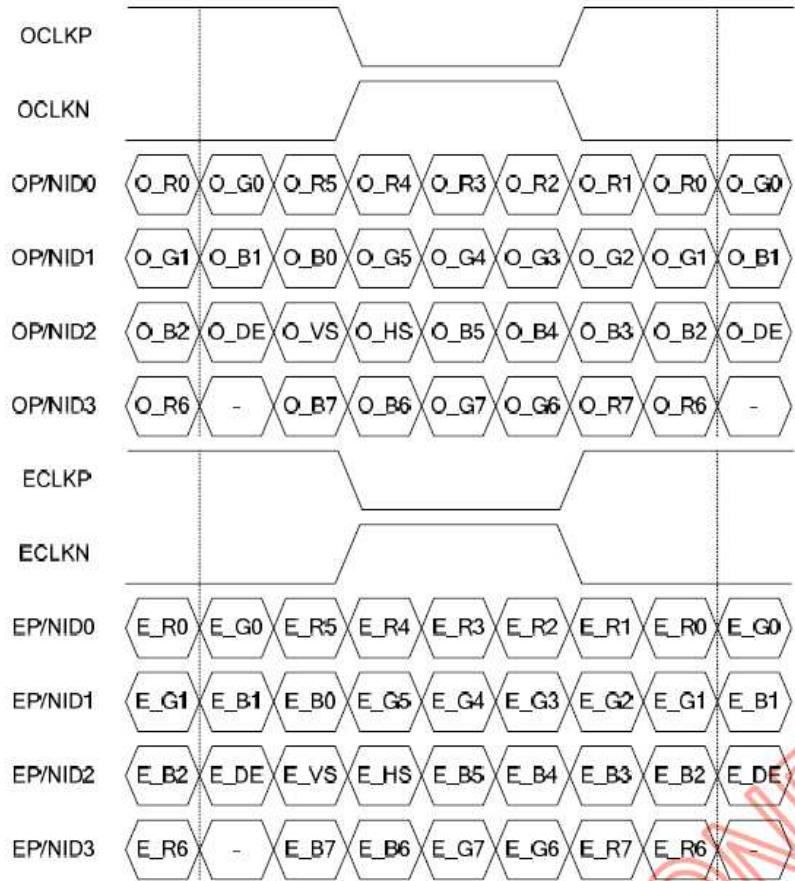 OCLKP
OCLKN
OP/NID0 O_R0 O_G0 O_R5 O_R4 O_R3 O_R2 O_R1 O_R0 O_G0
OP/NID1 O_G1 O_B1 O_B0 O_G5 O_G4 O_G3 O_G2 O_G1 O_B1
OP/NID2 O_B2 O_DE O_VS O_HS O_B5 O_B4 O_B3 O_B2 O_DE
OP/NID3 O_R6 - O_B7 O_B6 O_G7 O_G6 O_R7 O_R6 -
ECLKP
ECLKN
EP/NID0 E_R0 E_G0 E_R5 E_R4 E_R3 E_R2 E_R1 E_R0 E_G0
EP/NID1 E_G1 E_B1 E_B0 E_G5 E_G4 E_G3 E_G2 E_G1 E_B1
EP/NID2 E_B2 E_DE E_VS E_HS E_B5 E_B4 E_B3 E_B2 E_DE
EP/NID3 E_R6 - E_B7 E_B6 E_G7 E_G6 E_R7 E_R6 -